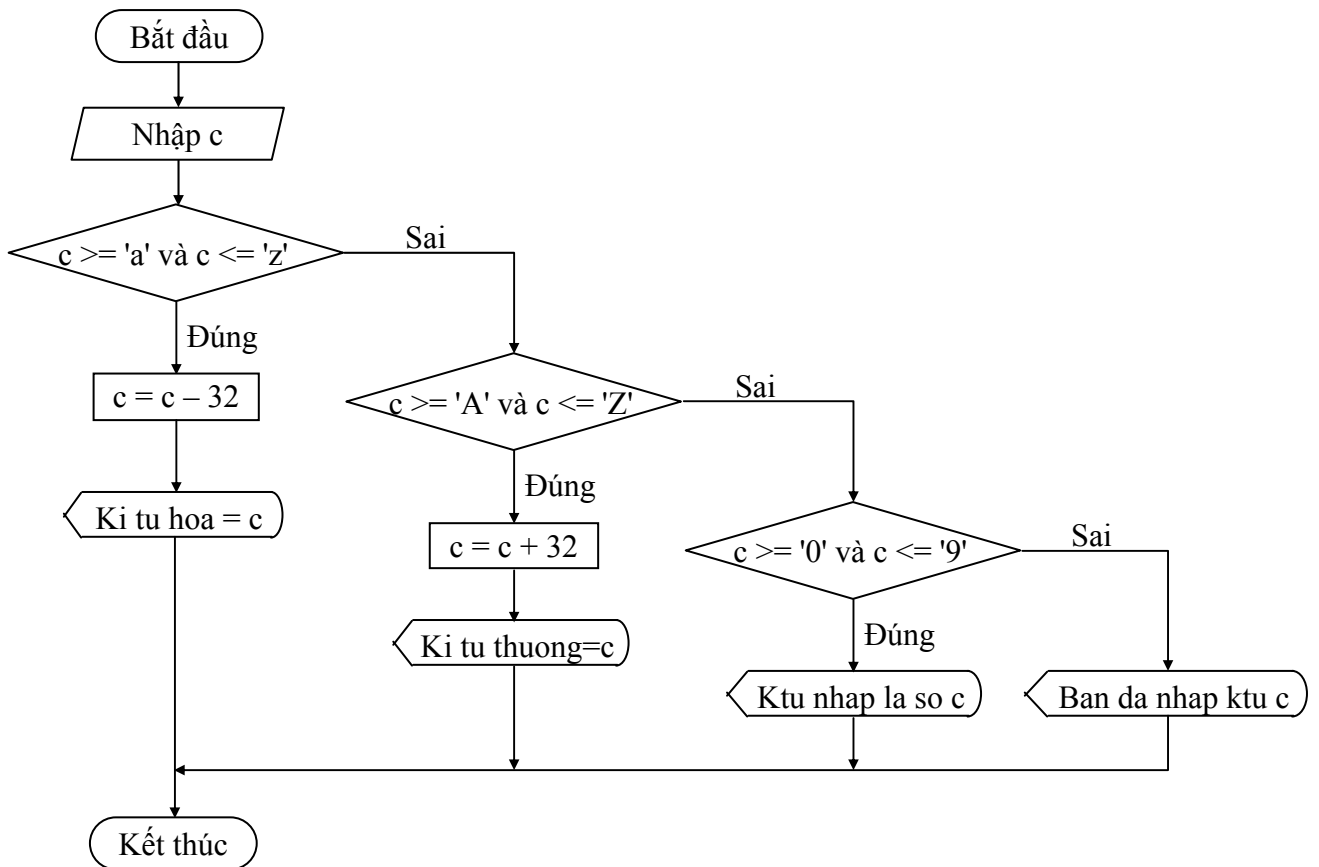 Bắt đầu
Nhập c
c >= 'a' và c <= 'z'
Sai
Đúng
c = c – 32
c >= 'A' và c <= 'Z'
Sai
Ki tu hoa = c
Đúng
c = c + 32
c >= '0' và c <= '9'
Sai
Ki tu thuong=c
Đúng
Ktu nhap la so c
Ban da nhap ktu c
Kết thúc